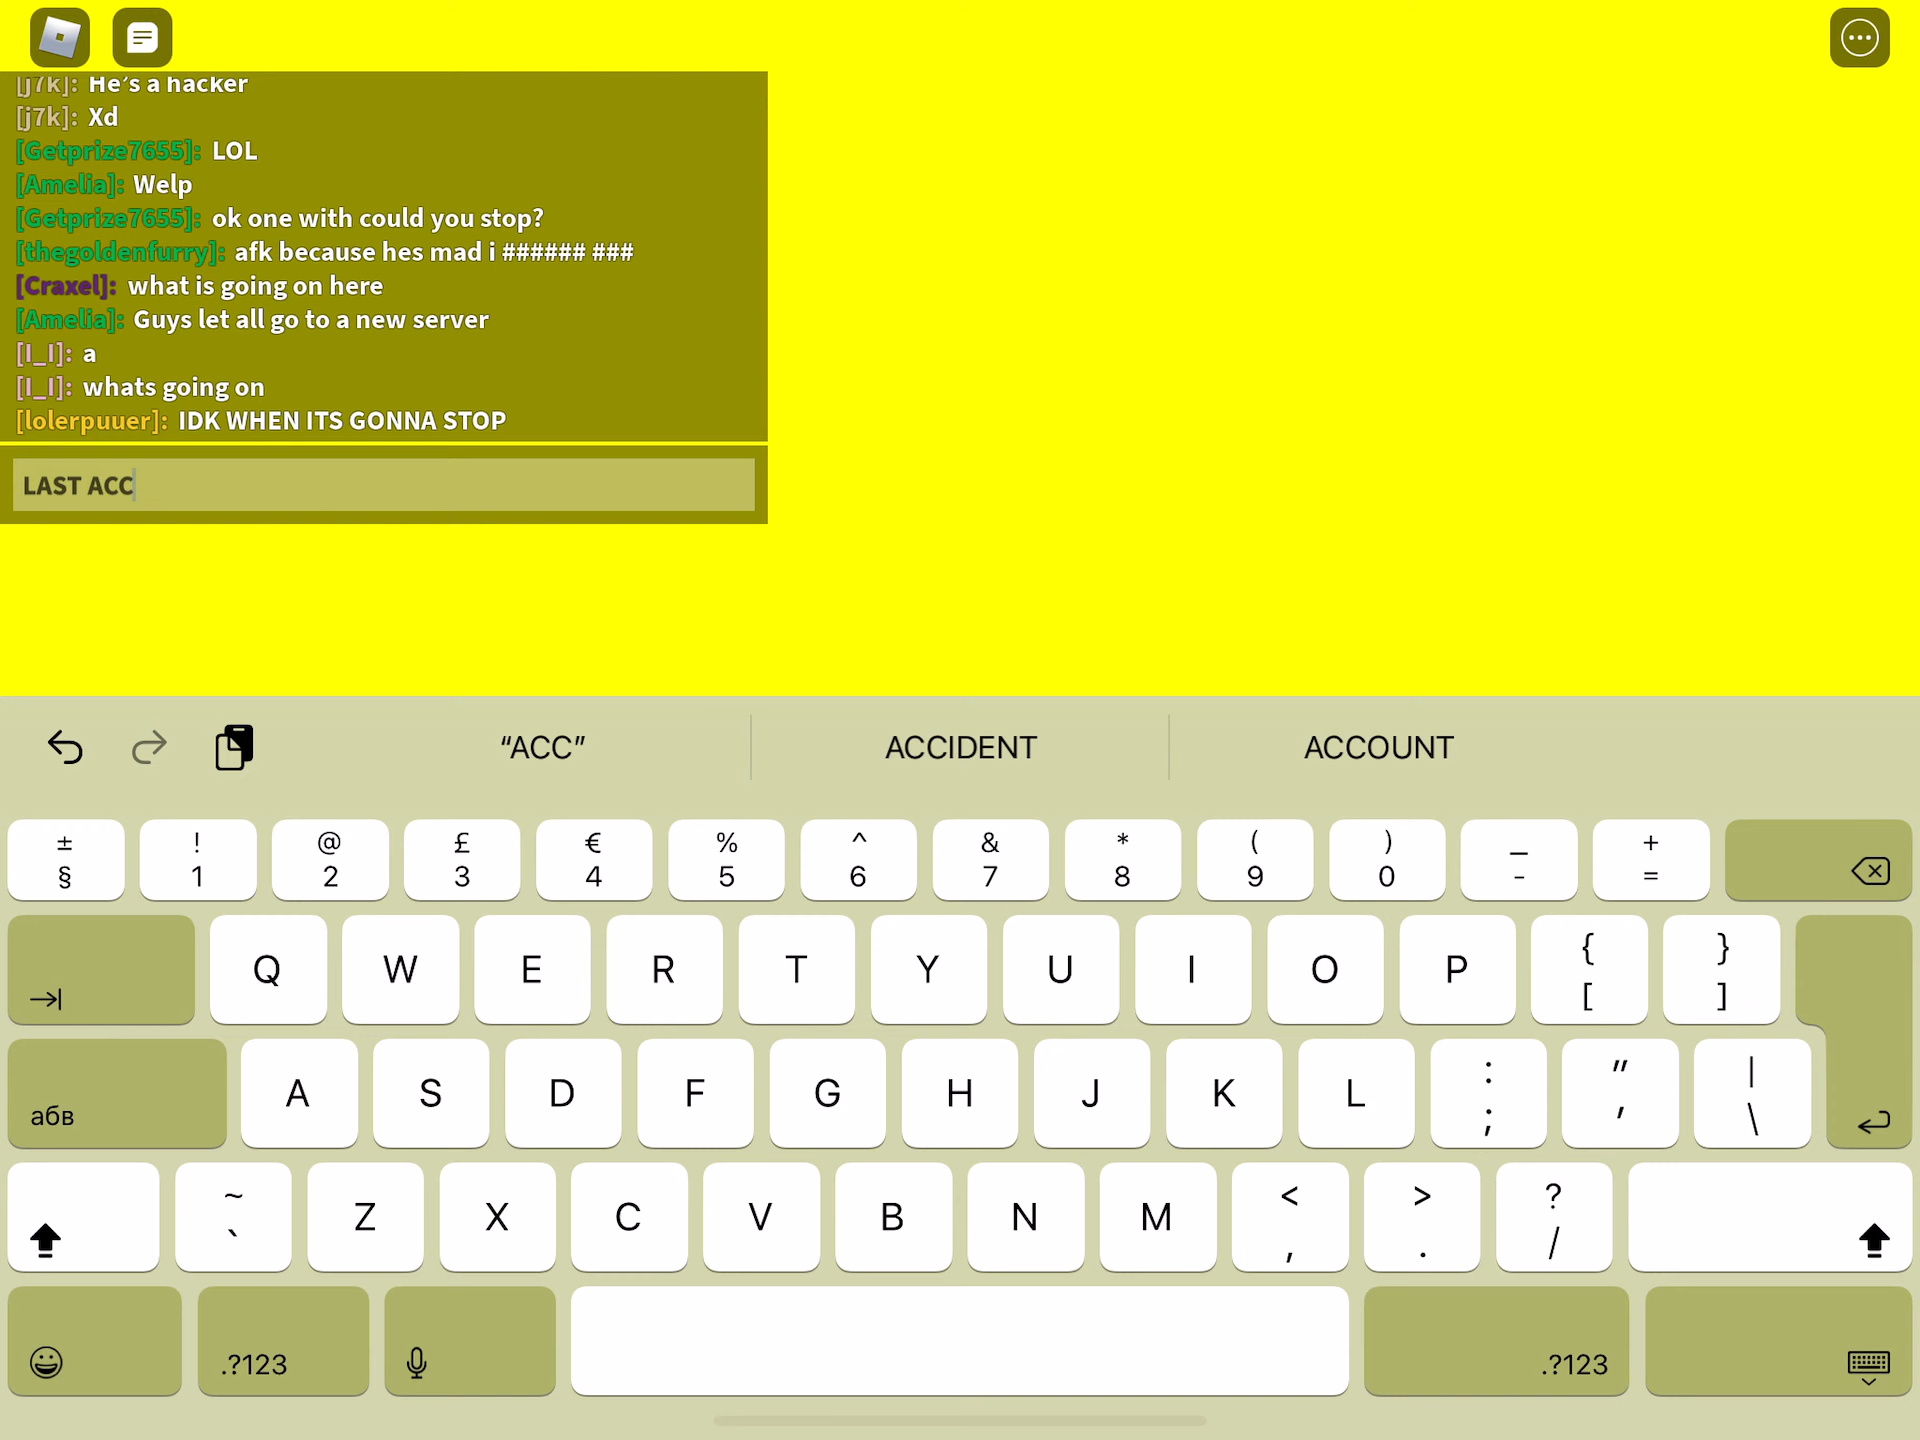 [j7k]: He's a hacker
[j7k]: Xd
[Getprize7655]: LOL
[Amelia]: Welp
[Getprize7655]: ok one with could you stop?
[thegoldenfurry]: afk because hes mad i ###### ###
[Craxel]: what is going on here
[Amelia]: Guys let all go to a new server
[I_I]: a
[I_I]: whats going on
[lolerpuuer]: IDK WHEN ITS GONNA STOP
LAST ACC
“ACC” ACCIDENT ACCOUNT
± ! @ £ € % ^ & * ( ) _ +
§ 1 2 3 4 5 6 7 8 9 0 - =
Q W E R T Y U I O P { }
[ ]
A S D F G H J K L : " |
абв ; ' \
~ Z X C V B N M < > ?
` , . /
.?123 .?123